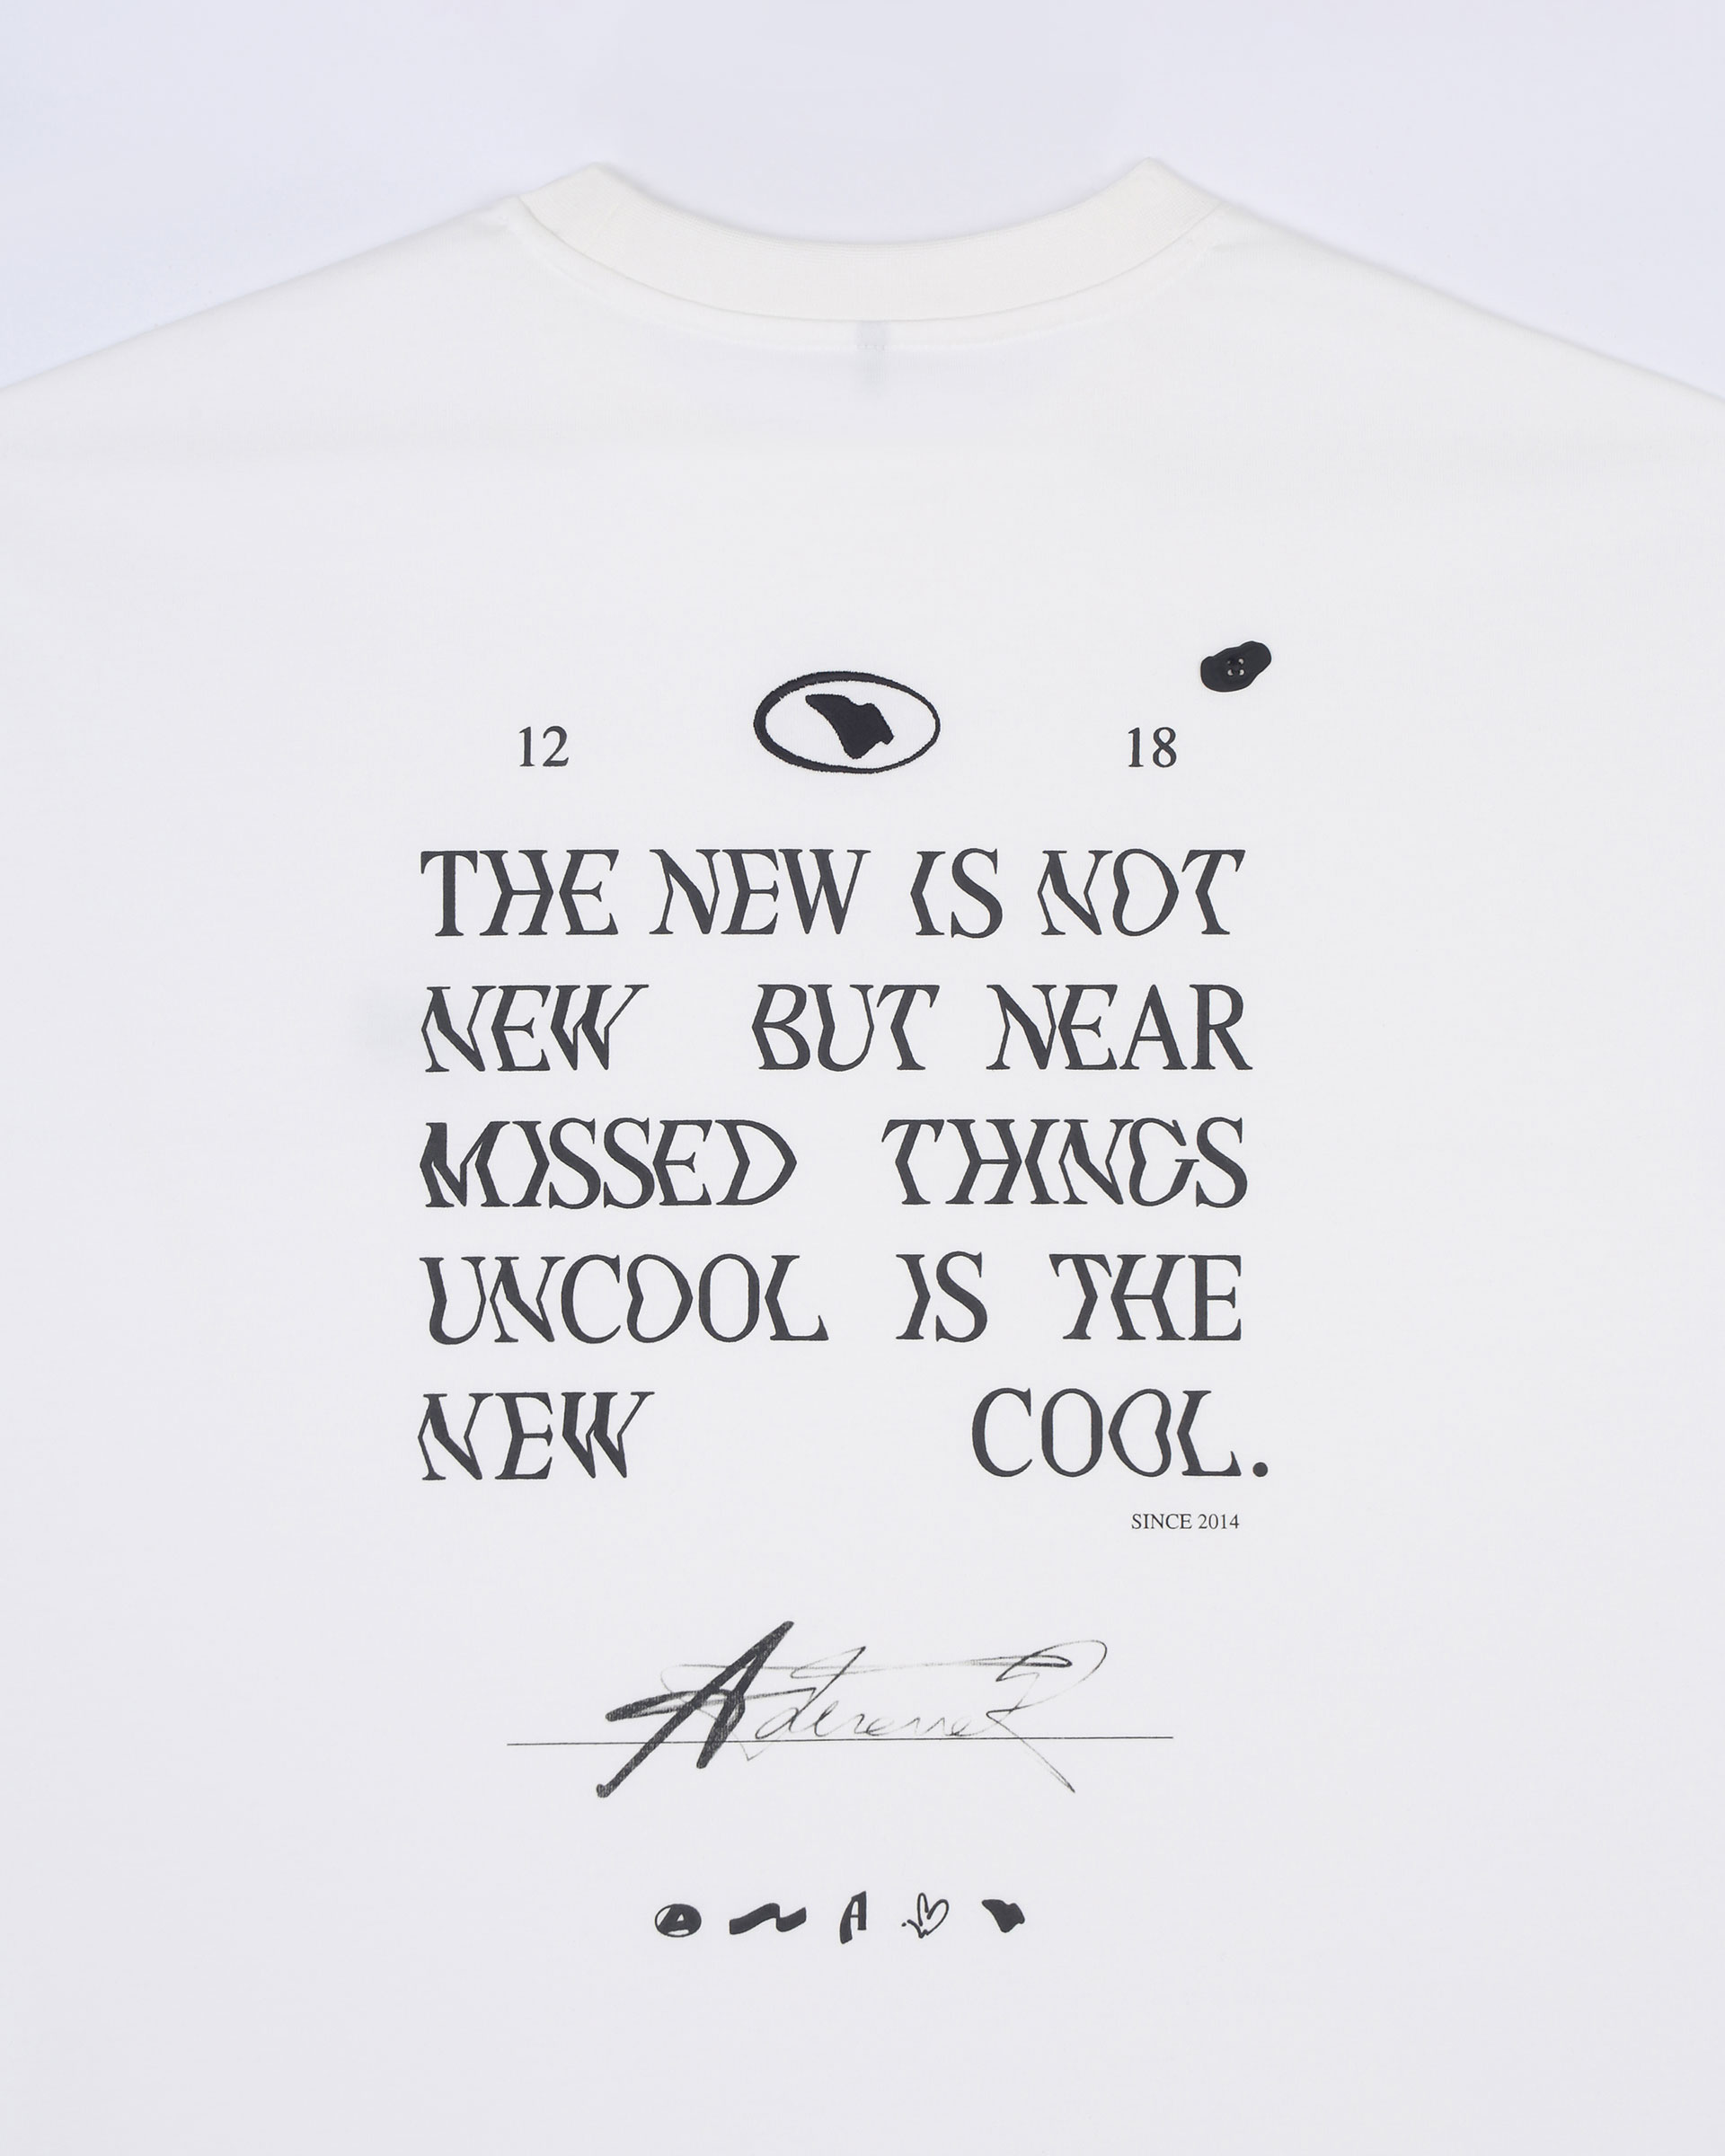 12 18
THE NEW IS NOT
NEW BUT NEAR
MISSED THINGS
UNCOOL IS THE
NEW COOL.
SINCE 2014
A